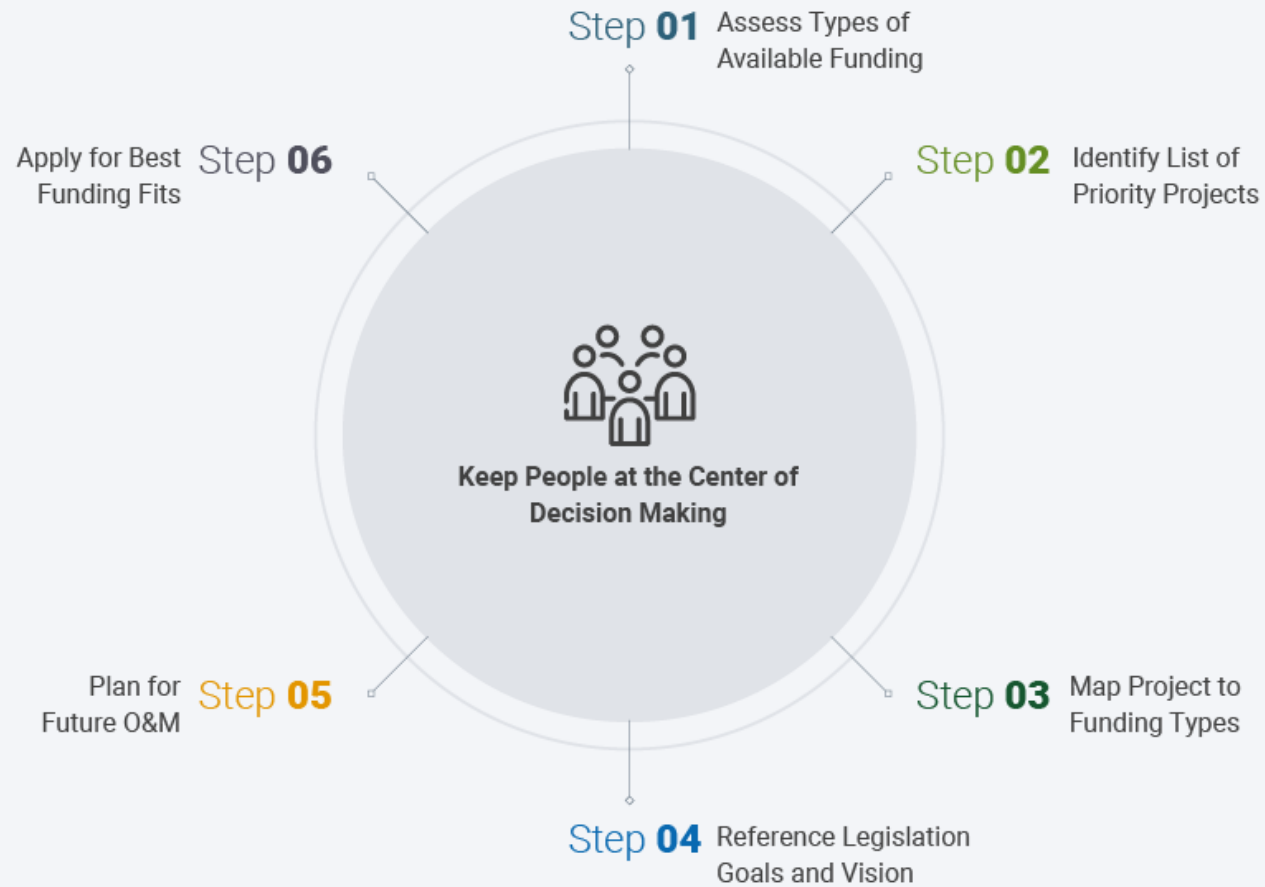 Step 01
Assess Types of
Available Funding
Step 02
Identify List of
Priority Projects
Step 03
Map Project to
Funding Types
Step 04
Reference Legislation
Goals and Vision
Step 05
Plan for
Future O&M
Step 06
Apply for Best
Funding Fits
Keep People at the Center of
Decision Making